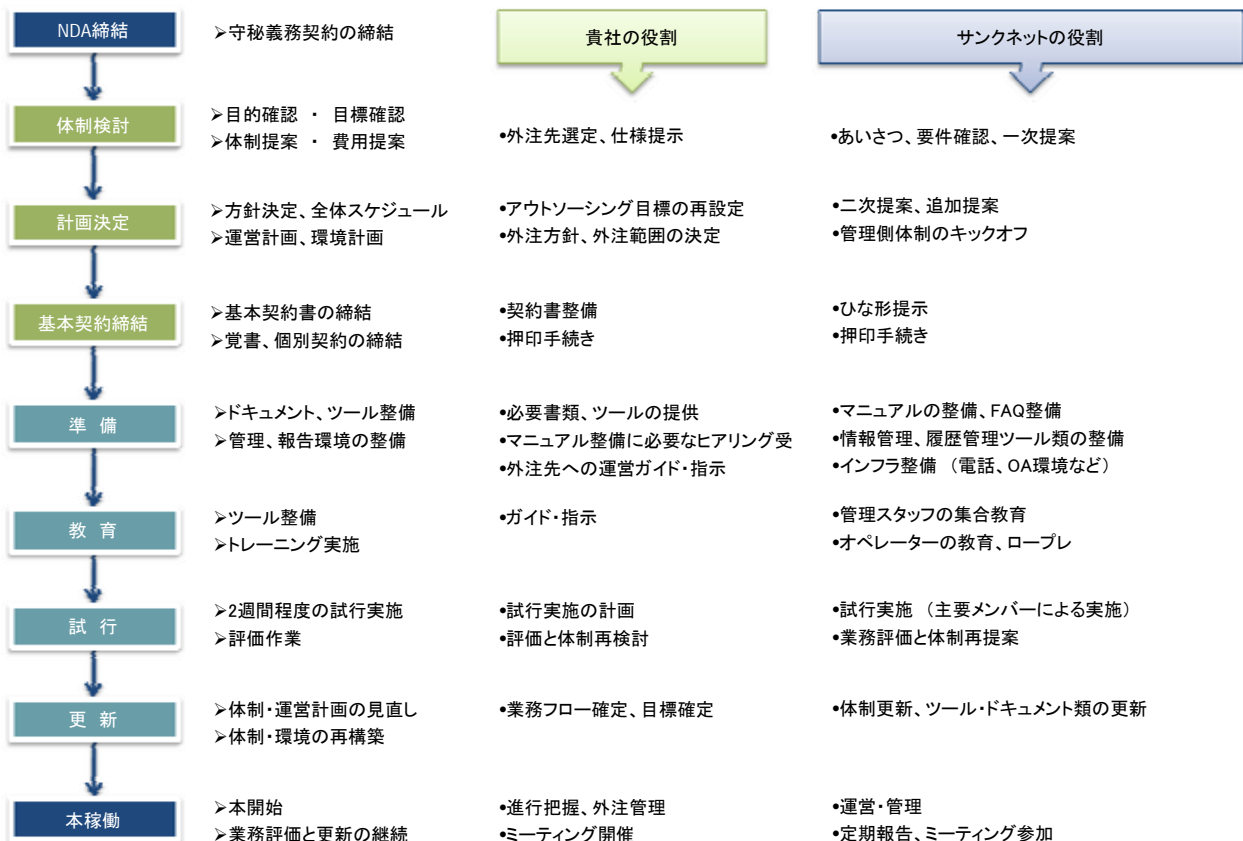 NDA締結
➢守秘義務契約の締結
貴社の役割
サンクネットの役割
体制検討
➢目的確認 ・ 目標確認
➢体制提案 ・ 費用提案
•外注先選定、仕様提示
•あいさつ、要件確認、一次提案
計画決定
➢方針決定、全体スケジュール
➢運営計画、環境計画
•アウトソーシング目標の再設定
•外注方針、外注範囲の決定
•二次提案、追加提案
•管理側体制のキックオフ
基本契約締結
➢基本契約書の締結
➢覚書、個別契約の締結
•契約書整備
•押印手続き
•ひな形提示
•押印手続き
準 備
➢ドキュメント、ツール整備
➢管理、報告環境の整備
•必要書類、ツールの提供
•マニュアル整備に必要なヒアリング受
•外注先への運営ガイド・指示
•マニュアルの整備、FAQ整備
•情報管理、履歴管理ツール類の整備
•インフラ整備 （電話、OA環境など）
教 育
➢ツール整備
➢トレーニング実施
•ガイド・指示
•管理スタッフの集合教育
•オペレーターの教育、ロープレ
試 行
➢2週間程度の試行実施
➢評価作業
•試行実施の計画
•評価と体制再検討
•試行実施 （主要メンバーによる実施）
•業務評価と体制再提案
更 新
➢体制・運営計画の見直し
➢体制・環境の再構築
•業務フロー確定、目標確定
•体制更新、ツール・ドキュメント類の更新
本稼働
➢本開始
➢業務評価と更新の継続
•進行把握、外注管理
•ミーティング開催
•運営・管理
•定期報告、ミーティング参加